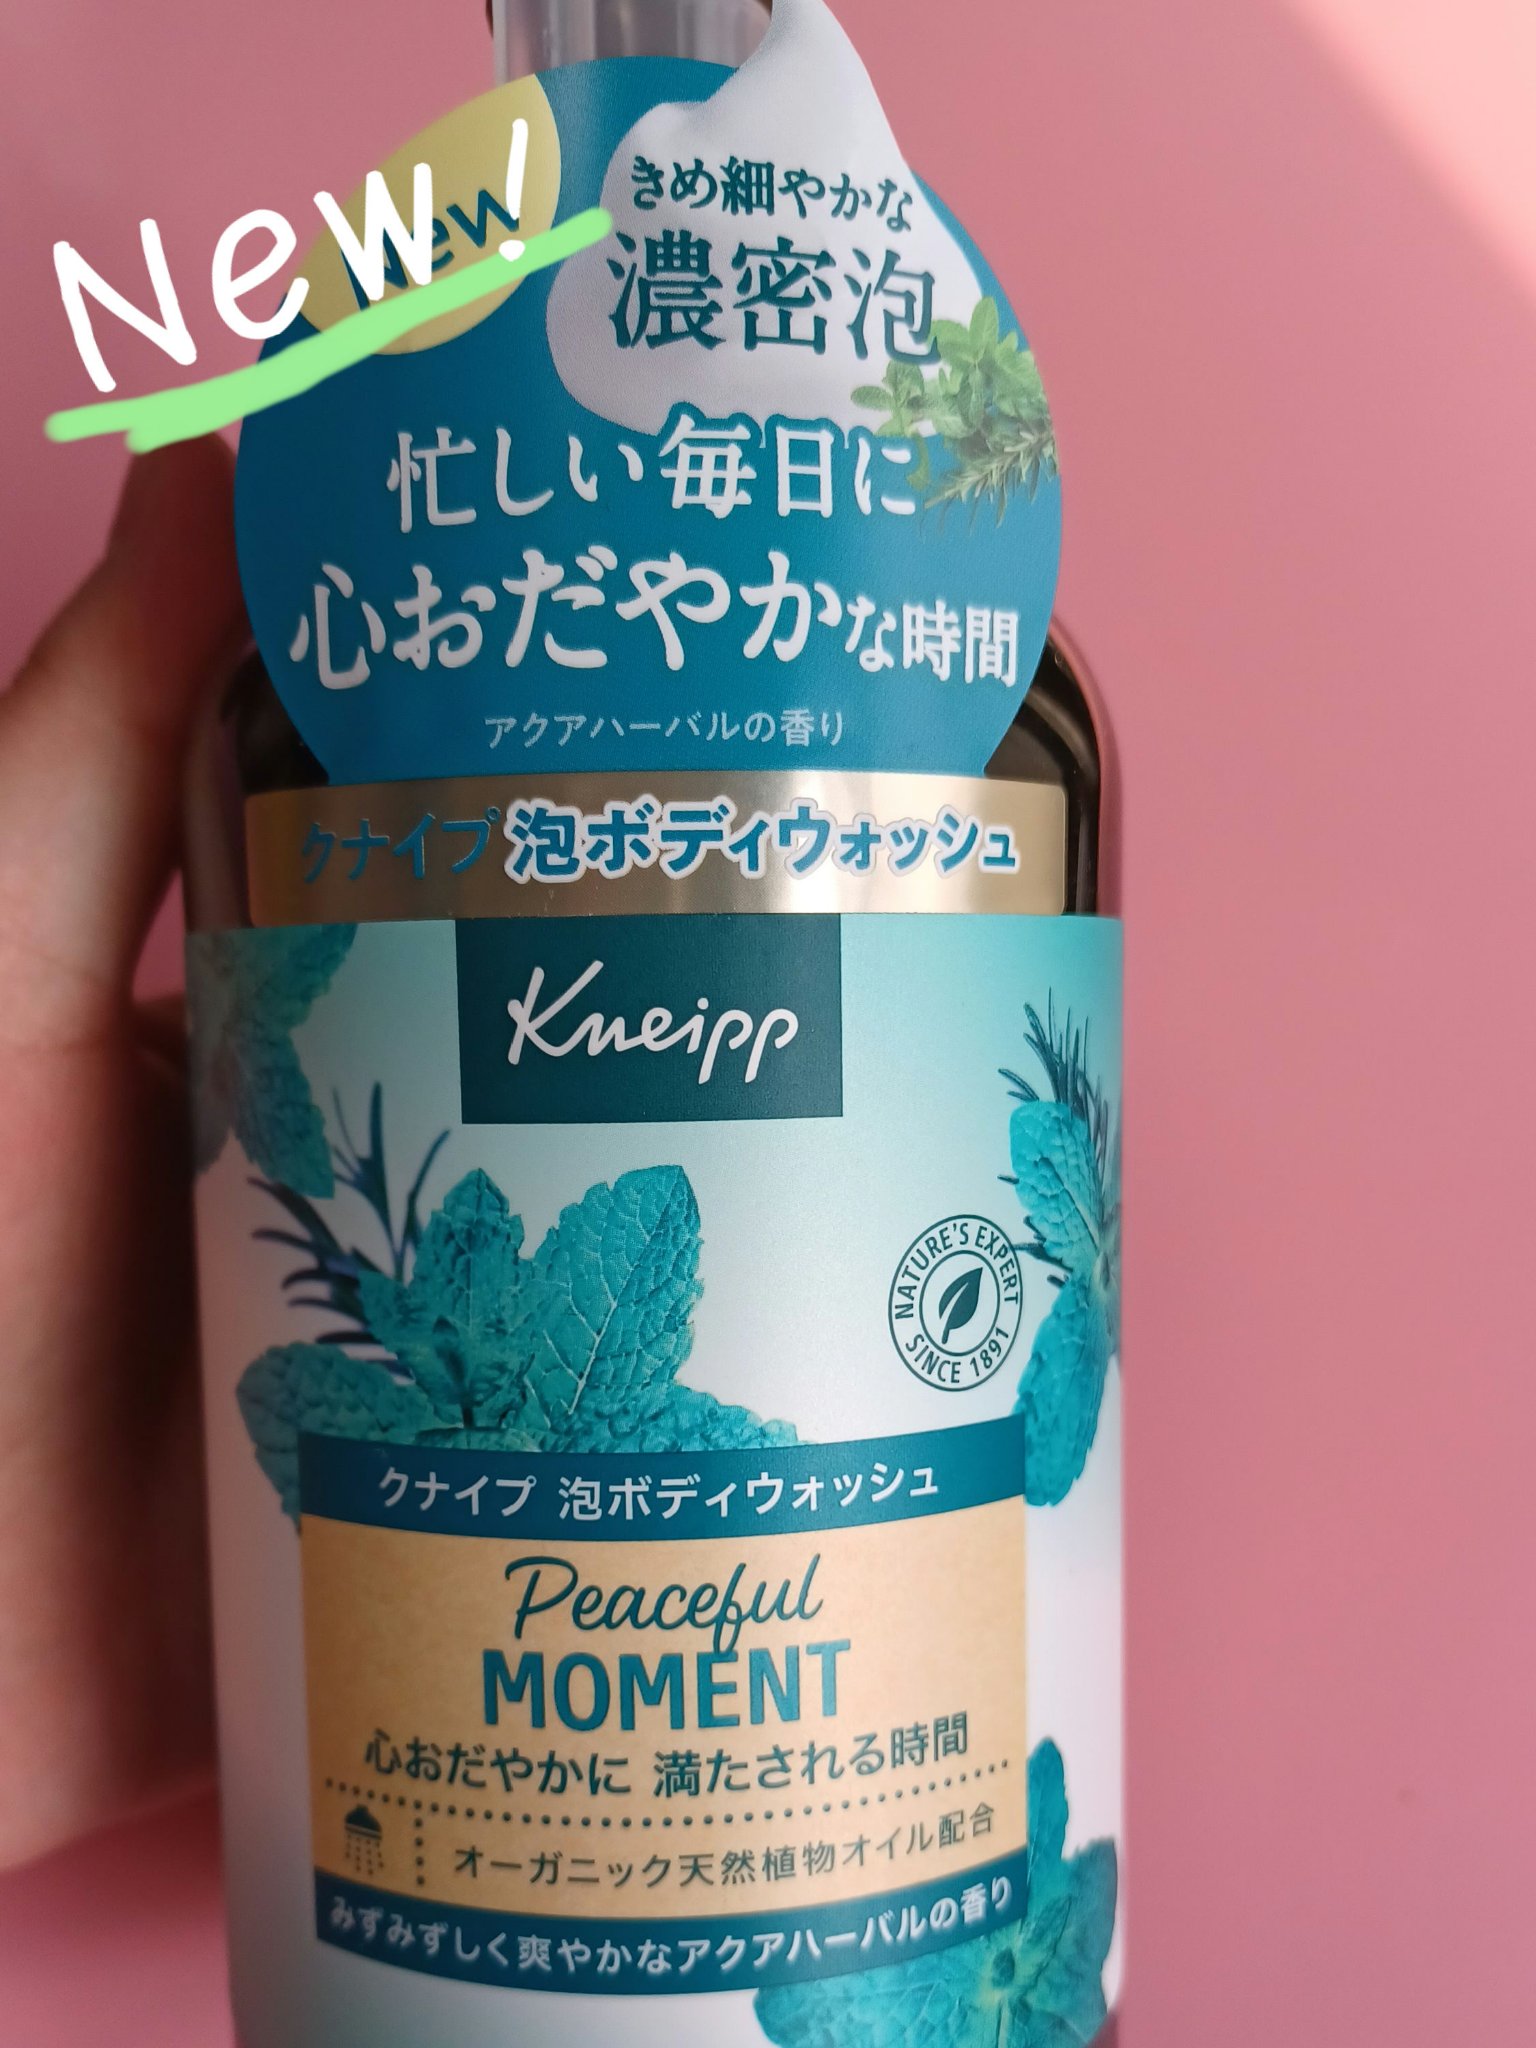 New!
New
きめ細やかな
濃密泡
忙しい毎日に
心おだやかな時間
アクアハーバルの香り
クナイプ 泡ボディウォッシュ
Kneipp
NATURE'S EXPERT
SINCE 1891
クナイプ 泡ボディウォッシュ
Peaceful
MOMENT
心おだやかに 満たされる時間
オーガニック天然植物オイル配合
みずみずしく爽やかなアクアハーバルの香り